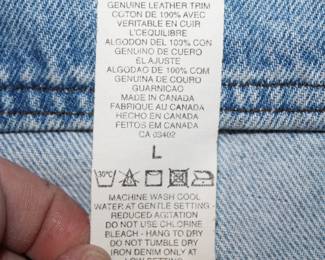 GENUINE LEATHER TRIM
COTON DE 100% AVEC
VERITABLE EN CUIR
L'ECQUILIBRE
ALGODON DEL 100% CON
GENUINO DE CUERO
EL AJUSTE
ALGODAO DE 100% COM
GENUINA DE COURO
GUARNICAO
MADE IN CANADA
FABRIQUE AU CANADA
HECHO EN CANADA
FEITOS EM CANADA
CA 03402
L
30°C
MACHINE WASH COOL
WATER AT GENTLE SETTING -
REDUCED AGITATION
DO NOT USE CHLORINE
BLEACH - HANG TO DRY
DO NOT TUMBLE DRY
IRON DENIM ONLY AT